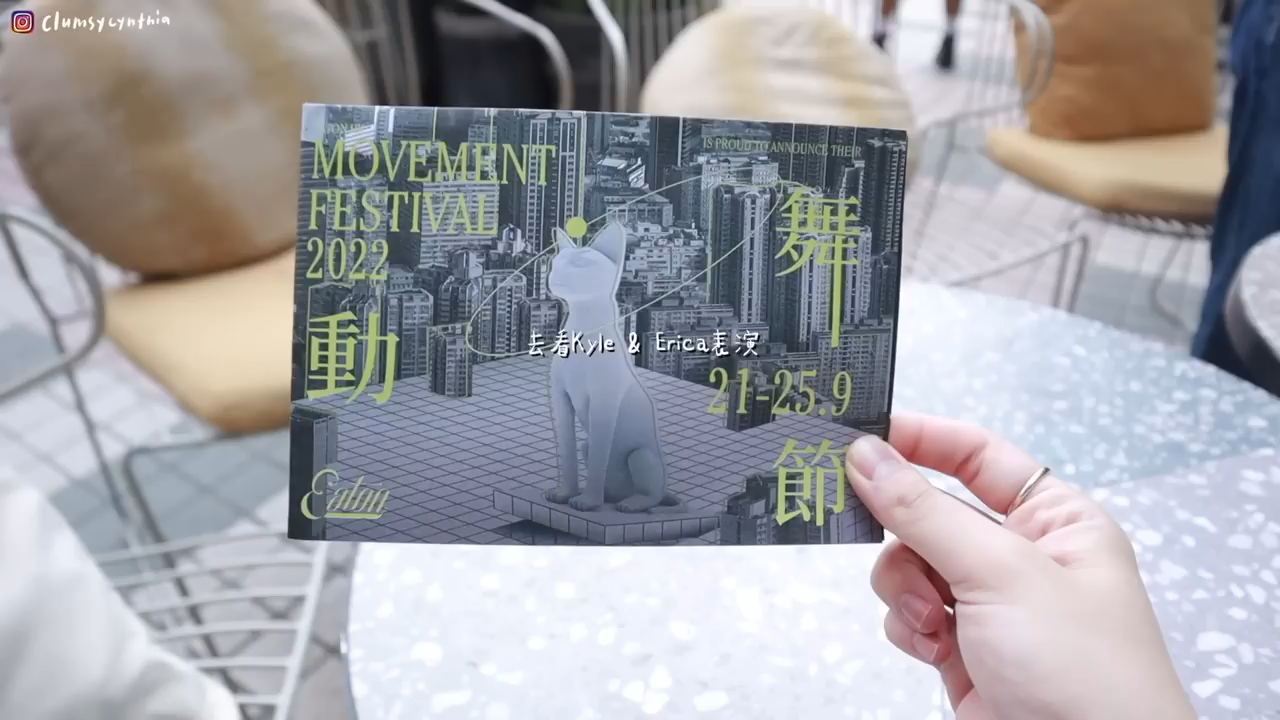 clumsycynthia
IS PROUD TO ANNOUNCE THEIR
MOVEMENT
FESTIVAL
2022
舞
動
去看Kyle & Erica表演
21-25.9
節
Eaton